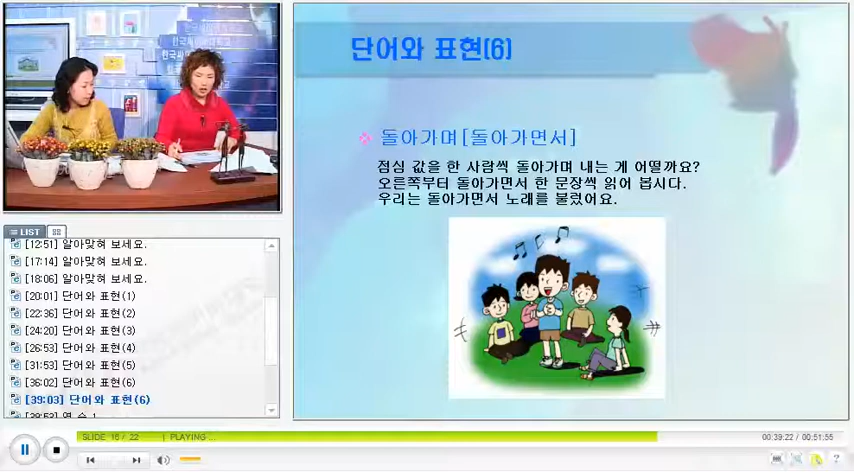 단어와 표현(6)
돌아가며[돌아가면서]
점심 값을 한 사람씩 돌아가며 내는 게 어떨까요?
오른쪽부터 돌아가면서 한 문장씩 읽어 봅시다.
우리는 돌아가면서 노래를 불렀어요.
LIST
[12:51] 알아맞혀 보세요.
[17:14] 알아맞혀 보세요.
[18:06] 알아맞혀 보세요.
[20:01] 단어와 표현(1)
[22:36] 단어와 표현(2)
[24:20] 단어와 표현(3)
[26:53] 단어와 표현(4)
[31:53] 단어와 표현(5)
[36:02] 단어와 표현(6)
[39:03] 단어와 표현(6)
SLIDE 16 / 22 | PLAYING ...
00:39:22 / 00:51:55